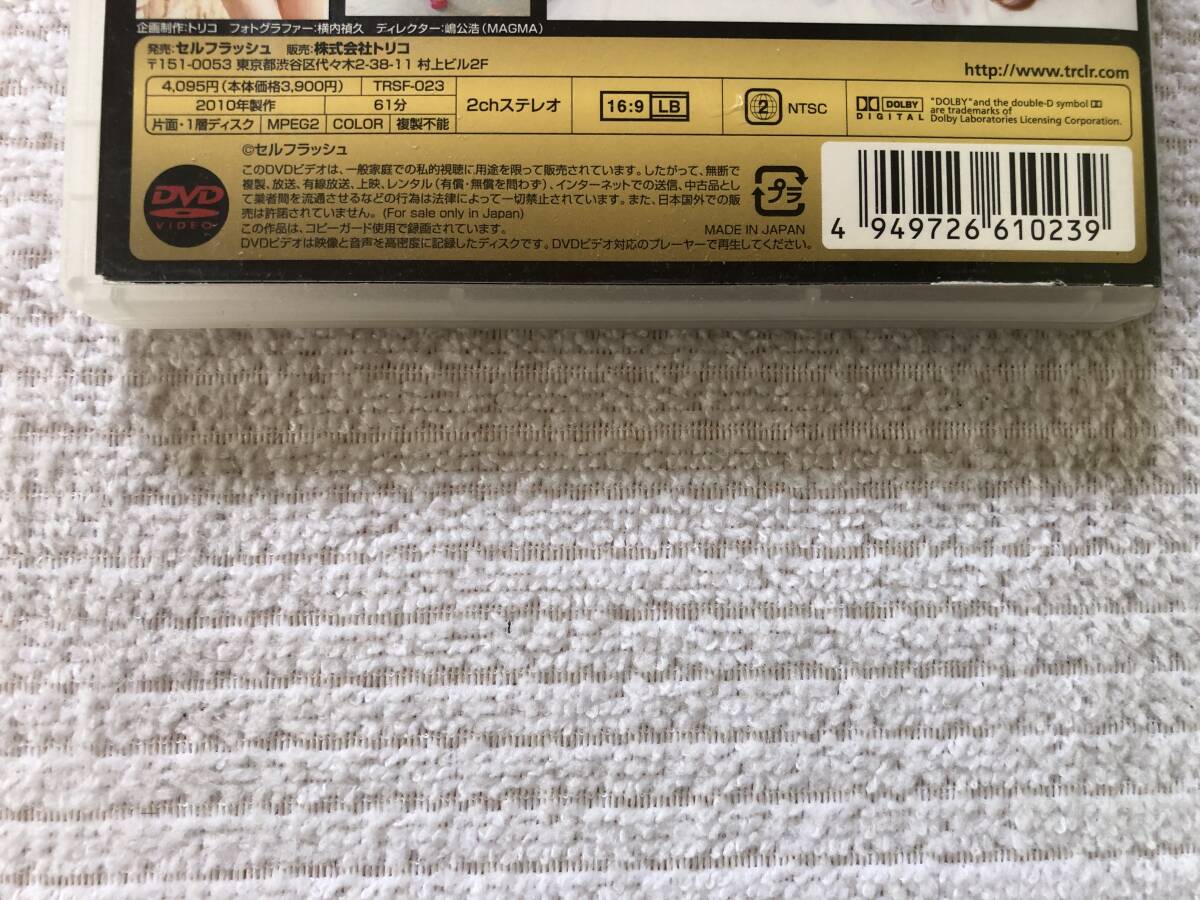 企画制作:トリコ フォトグラファー:横内禎久 ディレクター:嶋公浩(MAGMA)
発売:セルフラッシュ 販売:株式会社トリコ
〒151-0053 東京都渋谷区代々木2-38-11 村上ビル2F
http://www.trclr.com
4,095円(本体価格3,900円) TRSF-023
2010年製作 61分
片面・1層ディスク MPEG2 COLOR 複製不能
2chステレオ
16:9 LB
2 NTSC
DOLBY
DIGITAL
"DOLBY" and the double-D symbol
are trademarks of
Dolby Laboratories Licensing Corporation.
©セルフラッシュ
DVD
VIDEO
このDVDビデオは、一般家庭での私的視聴に用途を限って販売されています。したがって、無断で
複製、放送、有線放送、上映、レンタル(有償・無償を問わず)、インターネットでの送信、中古品とし
て業者間を流通させるなどの行為は法律によって一切禁止されています。また、日本国外での販
売は許諾されていません。(For sale only in Japan)
この作品は、コピーガード使用で録画されています。
DVDビデオは映像と音声を高密度に記録したディスクです。DVDビデオ対応のプレーヤーで再生してください。
プラ
MADE IN JAPAN
4 949726 610239